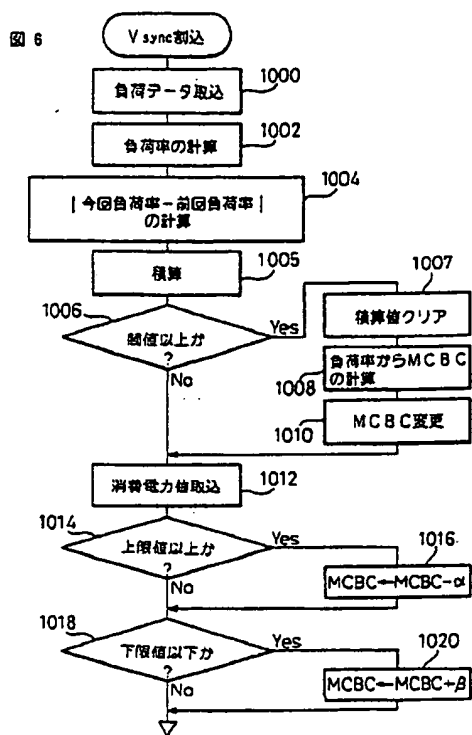 図 6
Vsync割込
1000
負荷データ取込
1002
負荷率の計算
1004
|今回負荷率－前回負荷率|
の計算
1005
積算
1006
閾値以上か
?
Yes
No
1007
積算値クリア
1008
負荷率からMCBC
の計算
1010
MCBC変更
1012
消費電力値取込
1014
上限値以上か
?
Yes
No
1016
MCBC←MCBC-α
1018
下限値以下か
?
Yes
No
1020
MCBC←MCBC+β